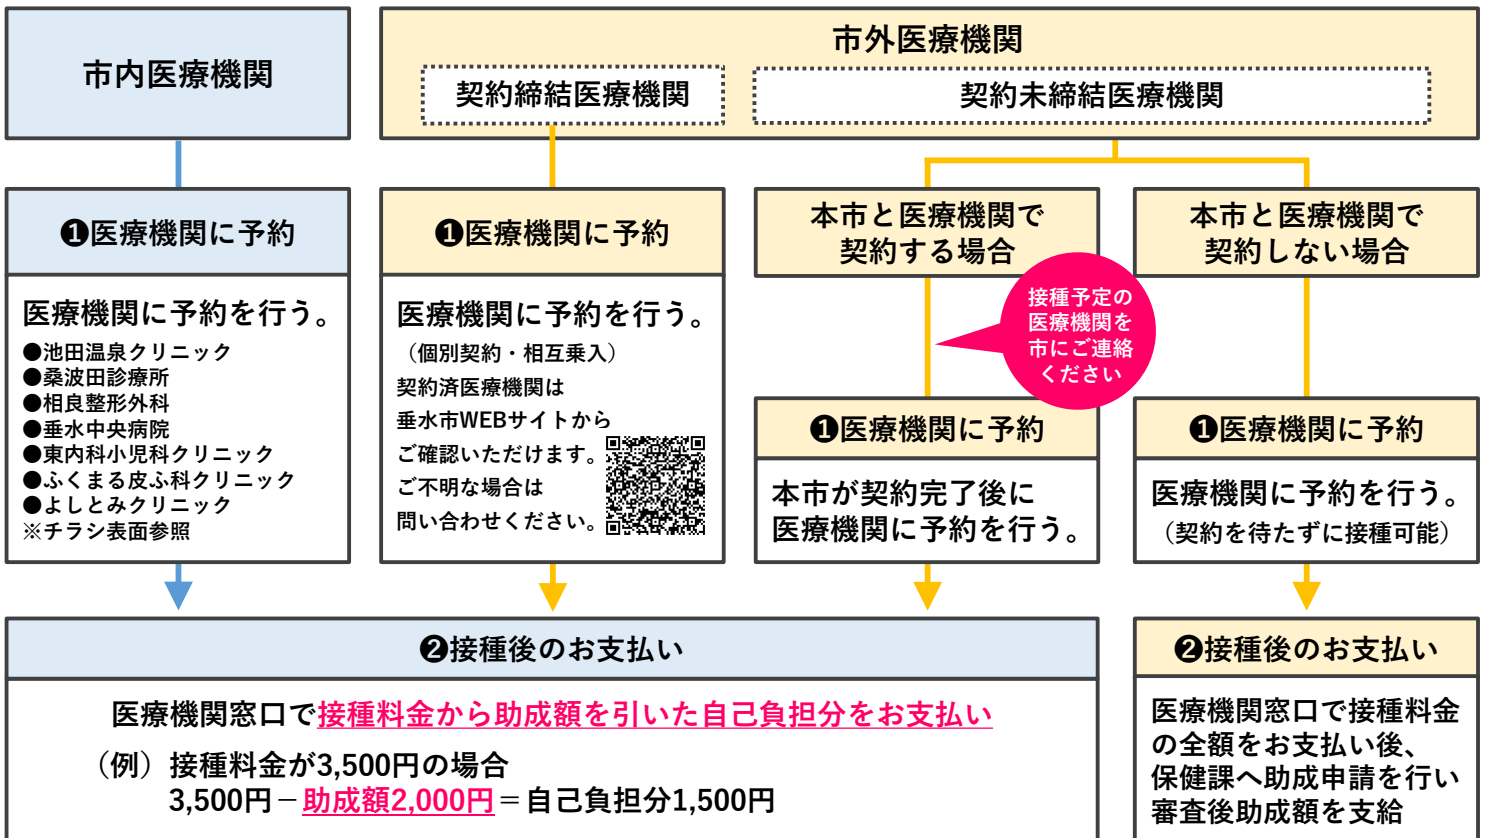 市内医療機関
市外医療機関
契約締結医療機関
契約未締結医療機関
❶医療機関に予約
医療機関に予約を行う。
●池田温泉クリニック
●桑波田診療所
●相良整形外科
●垂水中央病院
●東内科小児科クリニック
●ふくまる皮ふ科クリニック
●よしとみクリニック
※チラシ表面参照
❶医療機関に予約
医療機関に予約を行う。
（個別契約・相互乗入）
契約済医療機関は
垂水市WEBサイトから
ご確認いただけます。
ご不明な場合は
問い合わせください。
本市と医療機関で
契約する場合
接種予定の
医療機関を
市にご連絡
ください
❶医療機関に予約
本市が契約完了後に
医療機関に予約を行う。
本市と医療機関で
契約しない場合
❶医療機関に予約
医療機関に予約を行う。
（契約を待たずに接種可能）
❷接種後のお支払い
医療機関窓口で接種料金から助成額を引いた自己負担分をお支払い
（例）接種料金が3,500円の場合
3,500円－助成額2,000円＝自己負担分1,500円
❷接種後のお支払い
医療機関窓口で接種料金
の全額をお支払い後、
保健課へ助成申請を行い
審査後助成額を支給